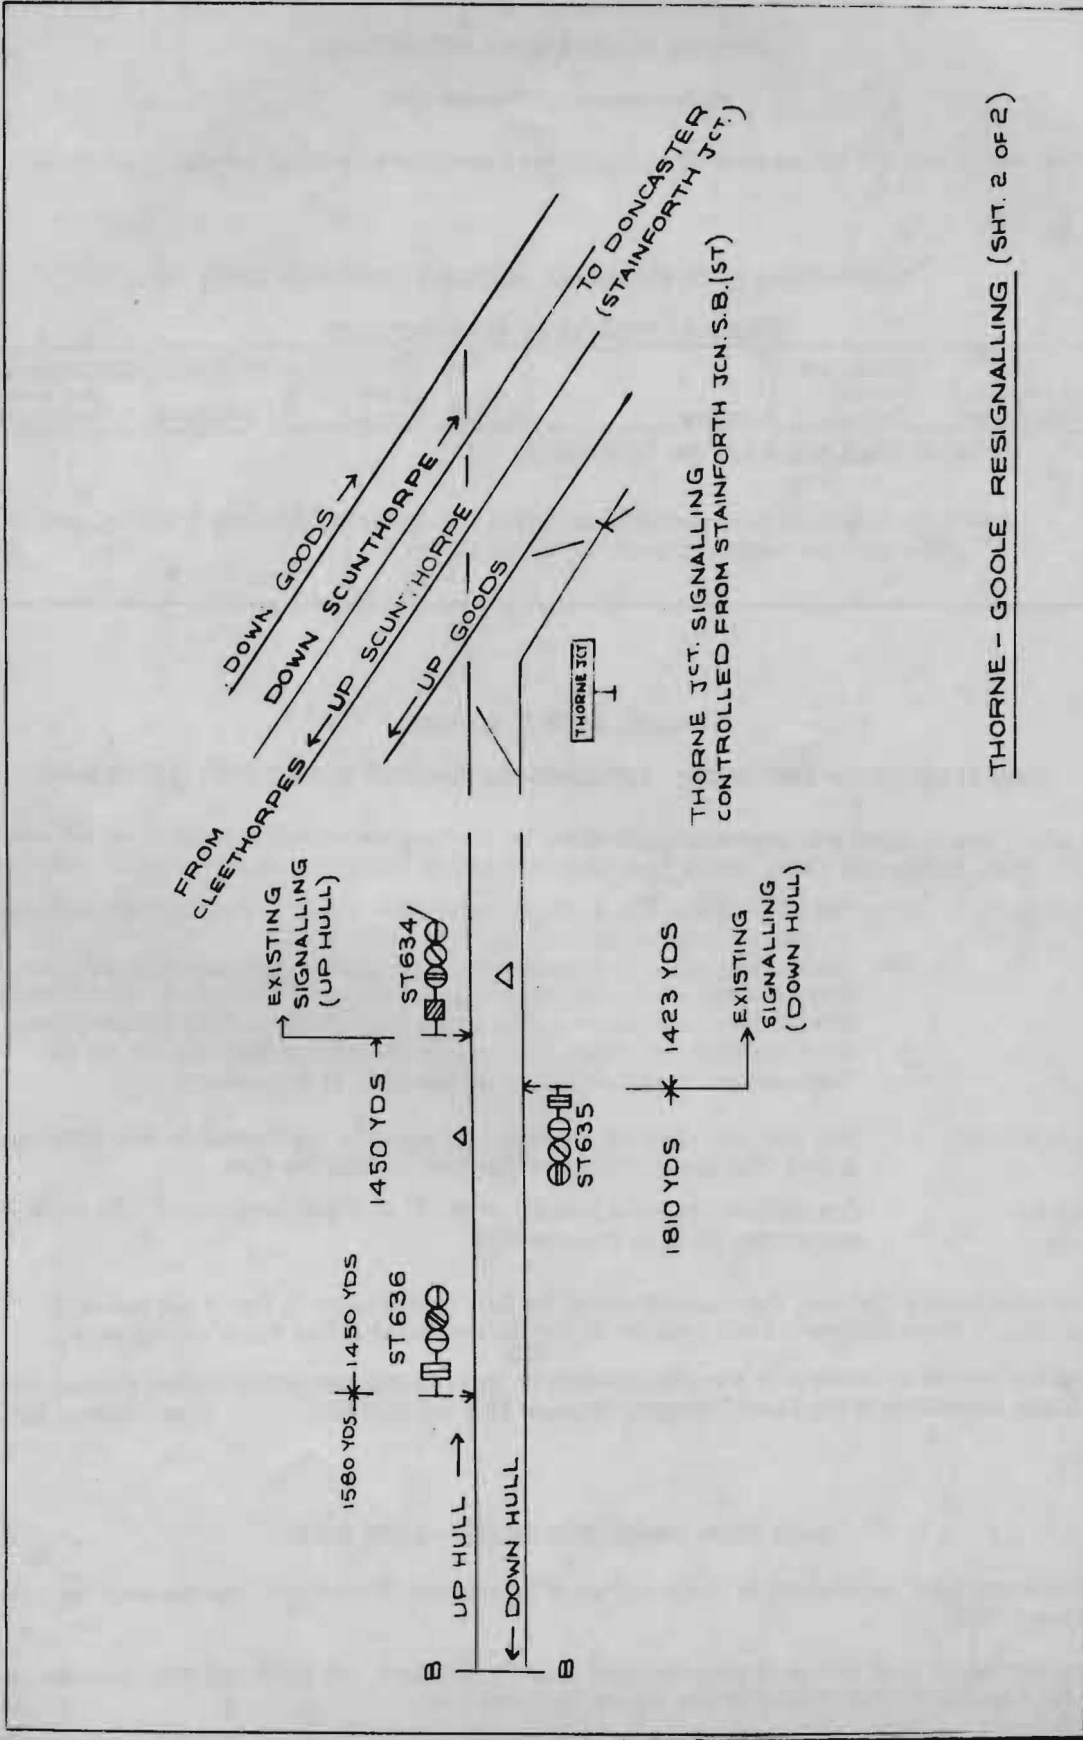 FROM
CLEETHORPES
DOWN GOODS →
DOWN SCUNTHORPE →
← UP SCUNTHORPE
← UP GOODS
TO DONCASTER
(STAINFORTH JCT.)
EXISTING
SIGNALLING
(UP HULL)
1450 YDS
ST634
1580 YDS
1450 YDS
ST636
UP HULL →
← DOWN HULL
B
B
ST635
1810 YDS
1423 YDS
EXISTING
SIGNALLING
(DOWN HULL)
THORNE JCT
THORNE JCT. SIGNALLING
CONTROLLED FROM STAINFORTH JCN. S.B. (ST)
THORNE - GOOLE RESIGNALLING (SHT. 2 OF 2)